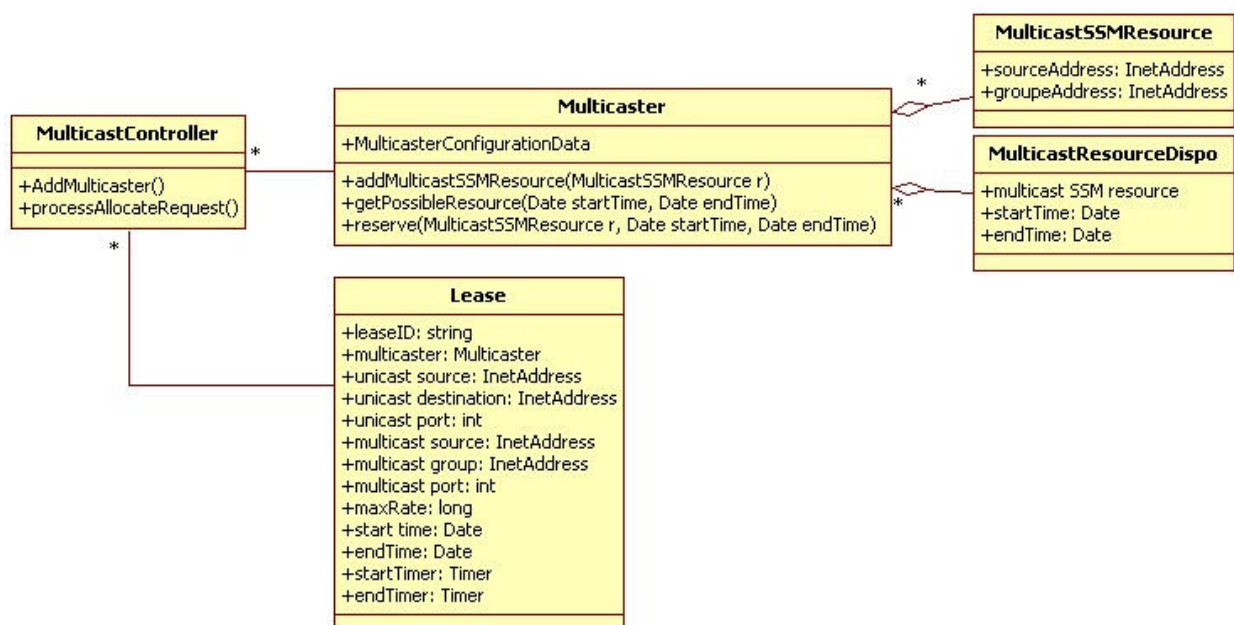 MulticastSSMResource
+sourceAddress: InetAddress
+groupeAddress: InetAddress
*
Multicaster
+MulticasterConfigurationData
+addMulticastSSMResource(MulticastSSMResource r)
+getPossibleResource(Date startTime, Date endTime)
+reserve(MulticastSSMResource r, Date startTime, Date endTime)
MulticastController
+AddMulticaster()
+processAllocateRequest()
*
*
MulticastResourceDispo
+multicast SSM resource
+startTime: Date
+endTime: Date
*
Lease
+leaseID: string
+multicaster: Multicaster
+unicast source: InetAddress
+unicast destination: InetAddress
+unicast port: int
+multicast source: InetAddress
+multicast group: InetAddress
+multicast port: int
+maxRate: long
+start time: Date
+endTime: Date
+startTimer: Timer
+endTimer: Timer